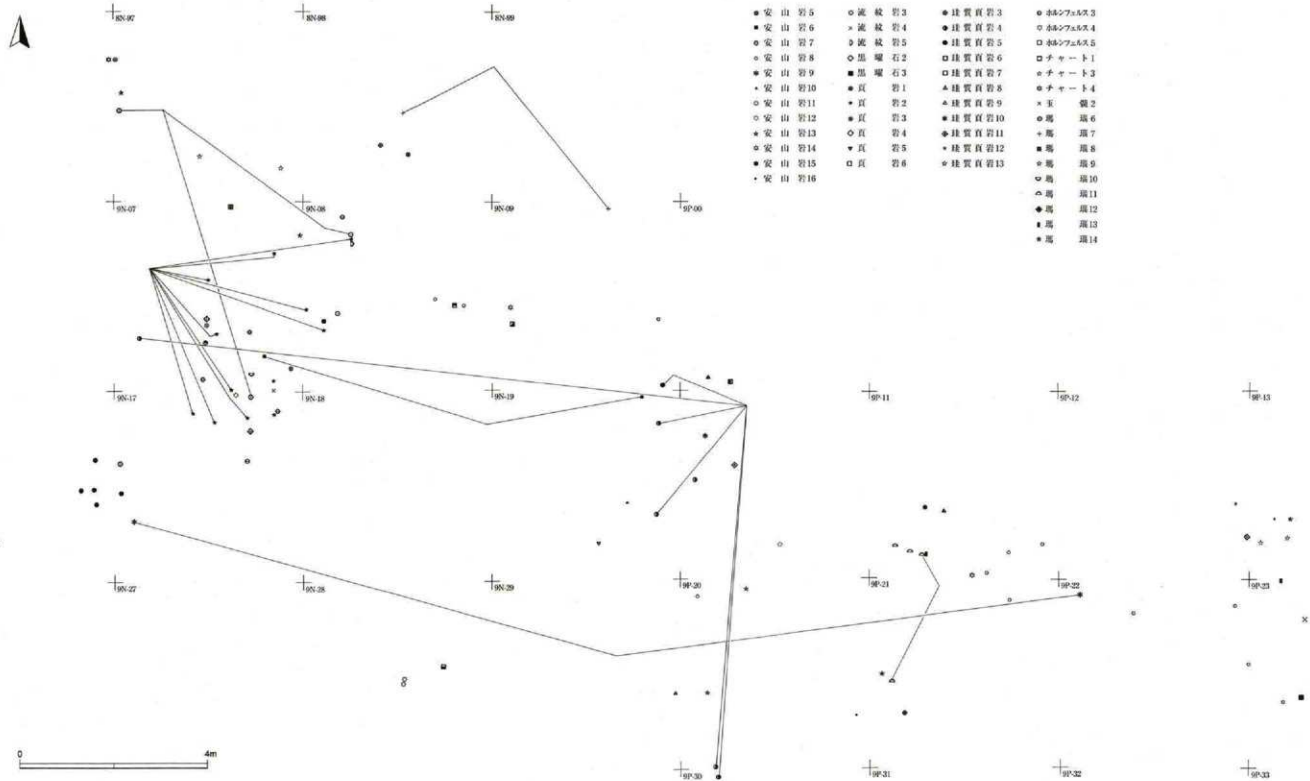 8N-97
8N-98
8N-99
安山岩5
安山岩6
安山岩7
安山岩8
安山岩9
安山岩10
安山岩11
安山岩12
安山岩13
安山岩14
安山岩15
安山岩16
流紋岩3
流紋岩4
流紋岩5
黒曜石2
黒曜石3
頁岩1
頁岩2
頁岩3
頁岩4
頁岩5
頁岩6
珪質頁岩3
珪質頁岩4
珪質頁岩5
珪質頁岩6
珪質頁岩7
珪質頁岩8
珪質頁岩9
珪質頁岩10
珪質頁岩11
珪質頁岩12
珪質頁岩13
ホルンフェルス3
ホルンフェルス4
ホルンフェルス5
チャート1
チャート3
チャート4
玉髄2
瑪瑙6
瑪瑙7
瑪瑙8
瑪瑙9
瑪瑙10
瑪瑙11
瑪瑙12
瑪瑙13
瑪瑙14
9N-07
9N-08
9N-09
9P-00
9N-17
9N-18
9N-19
9P-11
9P-12
9P-13
9N-27
9N-28
9N-29
9P-20
9P-21
9P-22
9P-23
0 4m
9P-30
9P-31
9P-32
9P-33